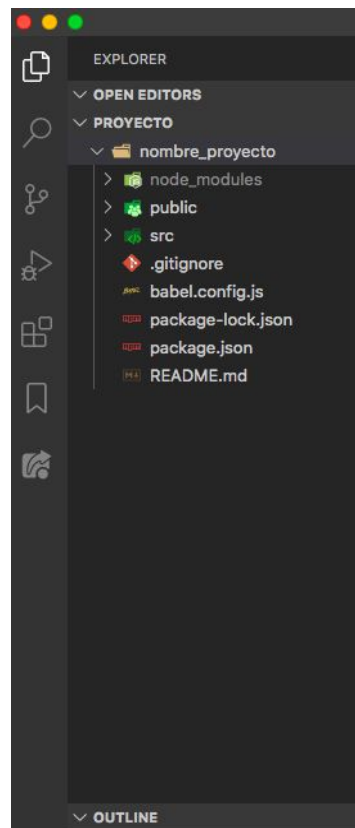 EXPLORER
OPEN EDITORS
PROYECTO
nombre_proyecto
node_modules
public
src
.gitignore
babel.config.js
package-lock.json
package.json
README.md
OUTLINE